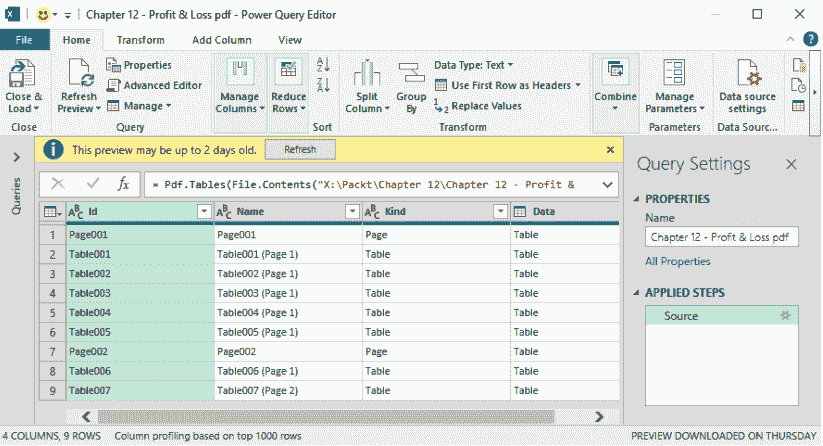 Chapter 12 - Profit & Loss pdf - Power Query Editor
File Home Transform Add Column View
Close & Load
Close
Refresh Preview
Properties
Advanced Editor
Manage
Query
Manage Columns
Reduce Rows
A
Z
Z
A
Sort
Split Column
Group By
Data Type: Text
Use First Row as Headers
1
2 Replace Values
Transform
Combine
Manage Parameters
Parameters
Data source settings
Data Sourc...
This preview may be up to 2 days old. Refresh
Queries
fx = Pdf.Tables(File.Contents("X:\Packt\Chapter 12\Chapter 12 - Profit &
ABC Id ABC Name ABC Kind Data
1 Page001 Page001 Page Table
2 Table001 Table001 (Page 1) Table Table
3 Table002 Table002 (Page 1) Table Table
4 Table003 Table003 (Page 1) Table Table
5 Table004 Table004 (Page 1) Table Table
6 Table005 Table005 (Page 1) Table Table
7 Page002 Page002 Page Table
8 Table006 Table006 (Page 1) Table Table
9 Table007 Table007 (Page 2) Table Table
Query Settings
PROPERTIES
Name
Chapter 12 - Profit & Loss pdf
All Properties
APPLIED STEPS
Source
4 COLUMNS, 9 ROWS Column profiling based on top 1000 rows PREVIEW DOWNLOADED ON THURSDAY